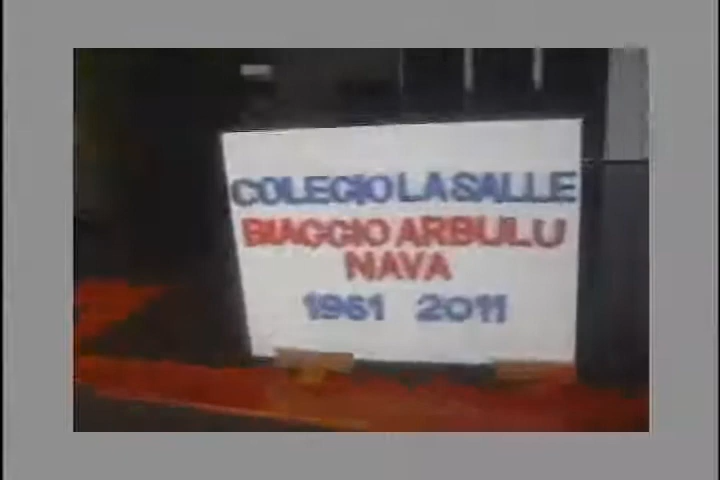 COLEGIO LA SALLE
BIAGGIO ARBULU
NAVA
1961 2011